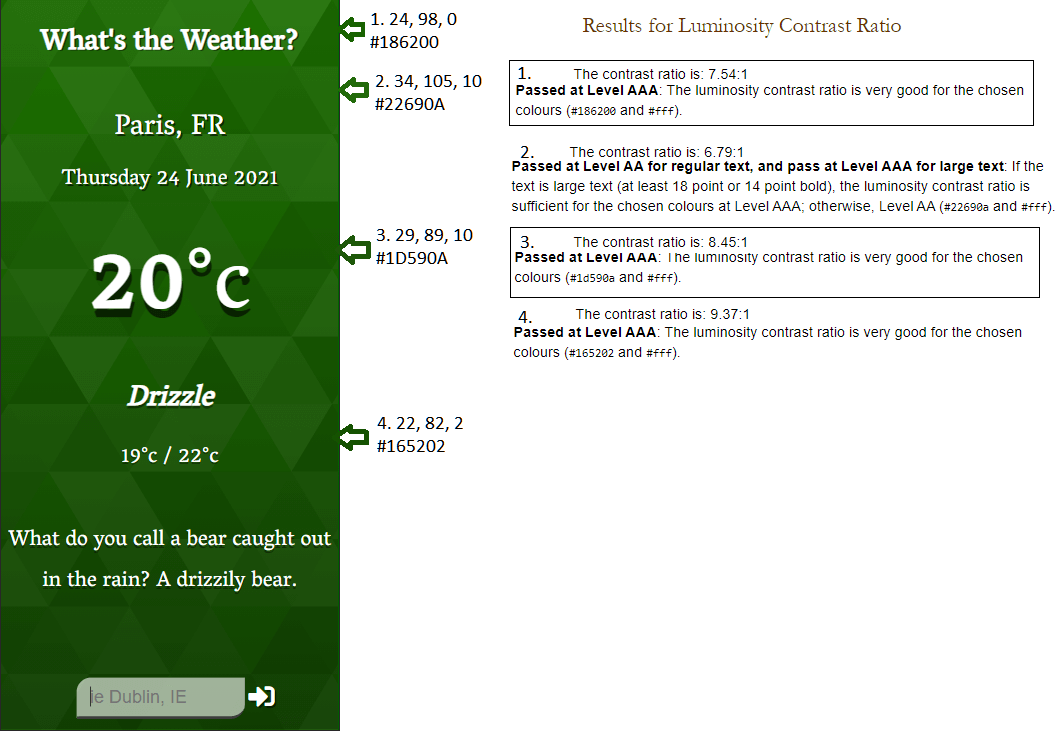 What's the Weather?
Paris, FR
Thursday 24 June 2021
20°c
Drizzle
19°c / 22°c
What do you call a bear caught out
in the rain? A drizzily bear.
ie Dublin, IE
1. 24, 98, 0
#186200
2. 34, 105, 10
#22690A
3. 29, 89, 10
#1D590A
4. 22, 82, 2
#165202
Results for Luminosity Contrast Ratio
1. The contrast ratio is: 7.54:1
Passed at Level AAA: The luminosity contrast ratio is very good for the chosen
colours (#186200 and #fff).
2. The contrast ratio is: 6.79:1
Passed at Level AA for regular text, and pass at Level AAA for large text: If the
text is large text (at least 18 point or 14 point bold), the luminosity contrast ratio is
sufficient for the chosen colours at Level AAA; otherwise, Level AA (#22690a and #fff).
3. The contrast ratio is: 8.45:1
Passed at Level AAA: The luminosity contrast ratio is very good for the chosen
colours (#1d590a and #fff).
4. The contrast ratio is: 9.37:1
Passed at Level AAA: The luminosity contrast ratio is very good for the chosen
colours (#165202 and #fff).